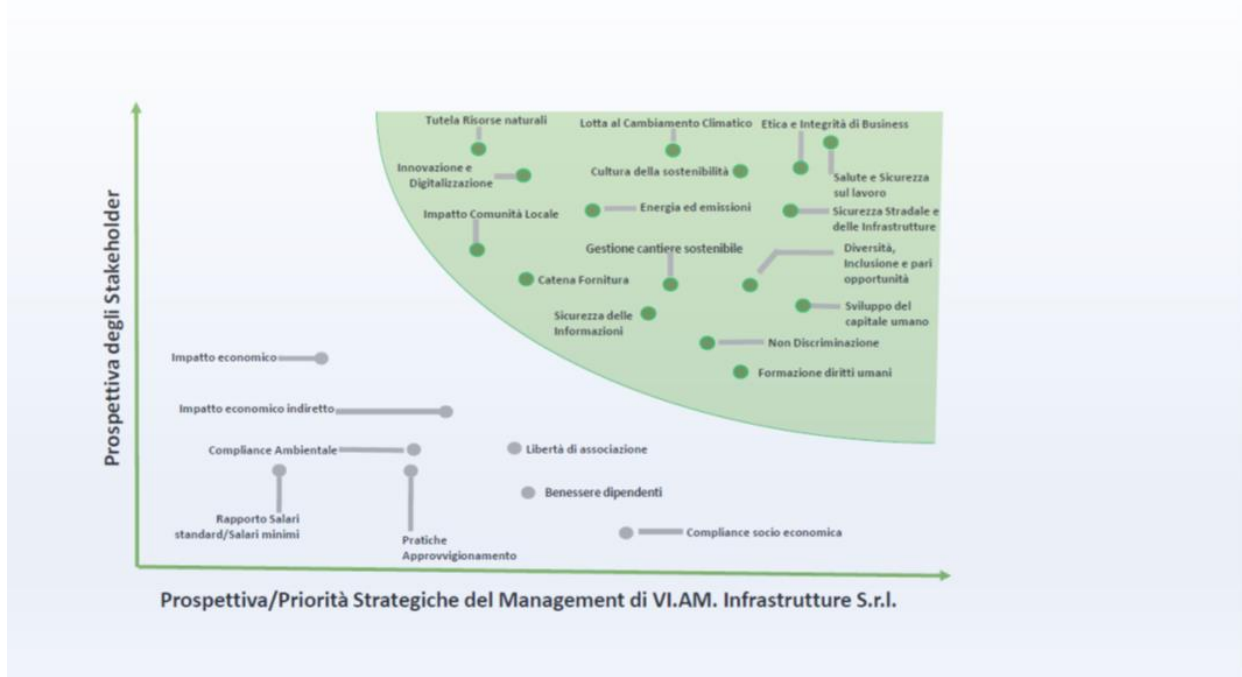 Tutela Risorse naturali
Lotta al Cambiamento Climatico
Etica e Integrità di Business
Innovazione e
Digitalizzazione
Cultura della sostenibilità
Salute e Sicurezza
sul lavoro
Impatto Comunità Locale
Energia ed emissioni
Sicurezza Stradale e
delle Infrastrutture
Gestione cantiere sostenibile
Diversità,
Inclusione e pari
opportunità
Catena Fornitura
Sicurezza delle
Informazioni
Sviluppo del
capitale umano
Non Discriminazione
Formazione diritti umani
Prospettiva degli Stakeholder
Impatto economico
Impatto economico indiretto
Compliance Ambientale
Libertà di associazione
Benessere dipendenti
Rapporto Salari
standard/Salari minimi
Pratiche
Approvvigionamento
Compliance socio economica
Prospettiva/Priorità Strategiche del Management di VI.AM. Infrastrutture S.r.l.